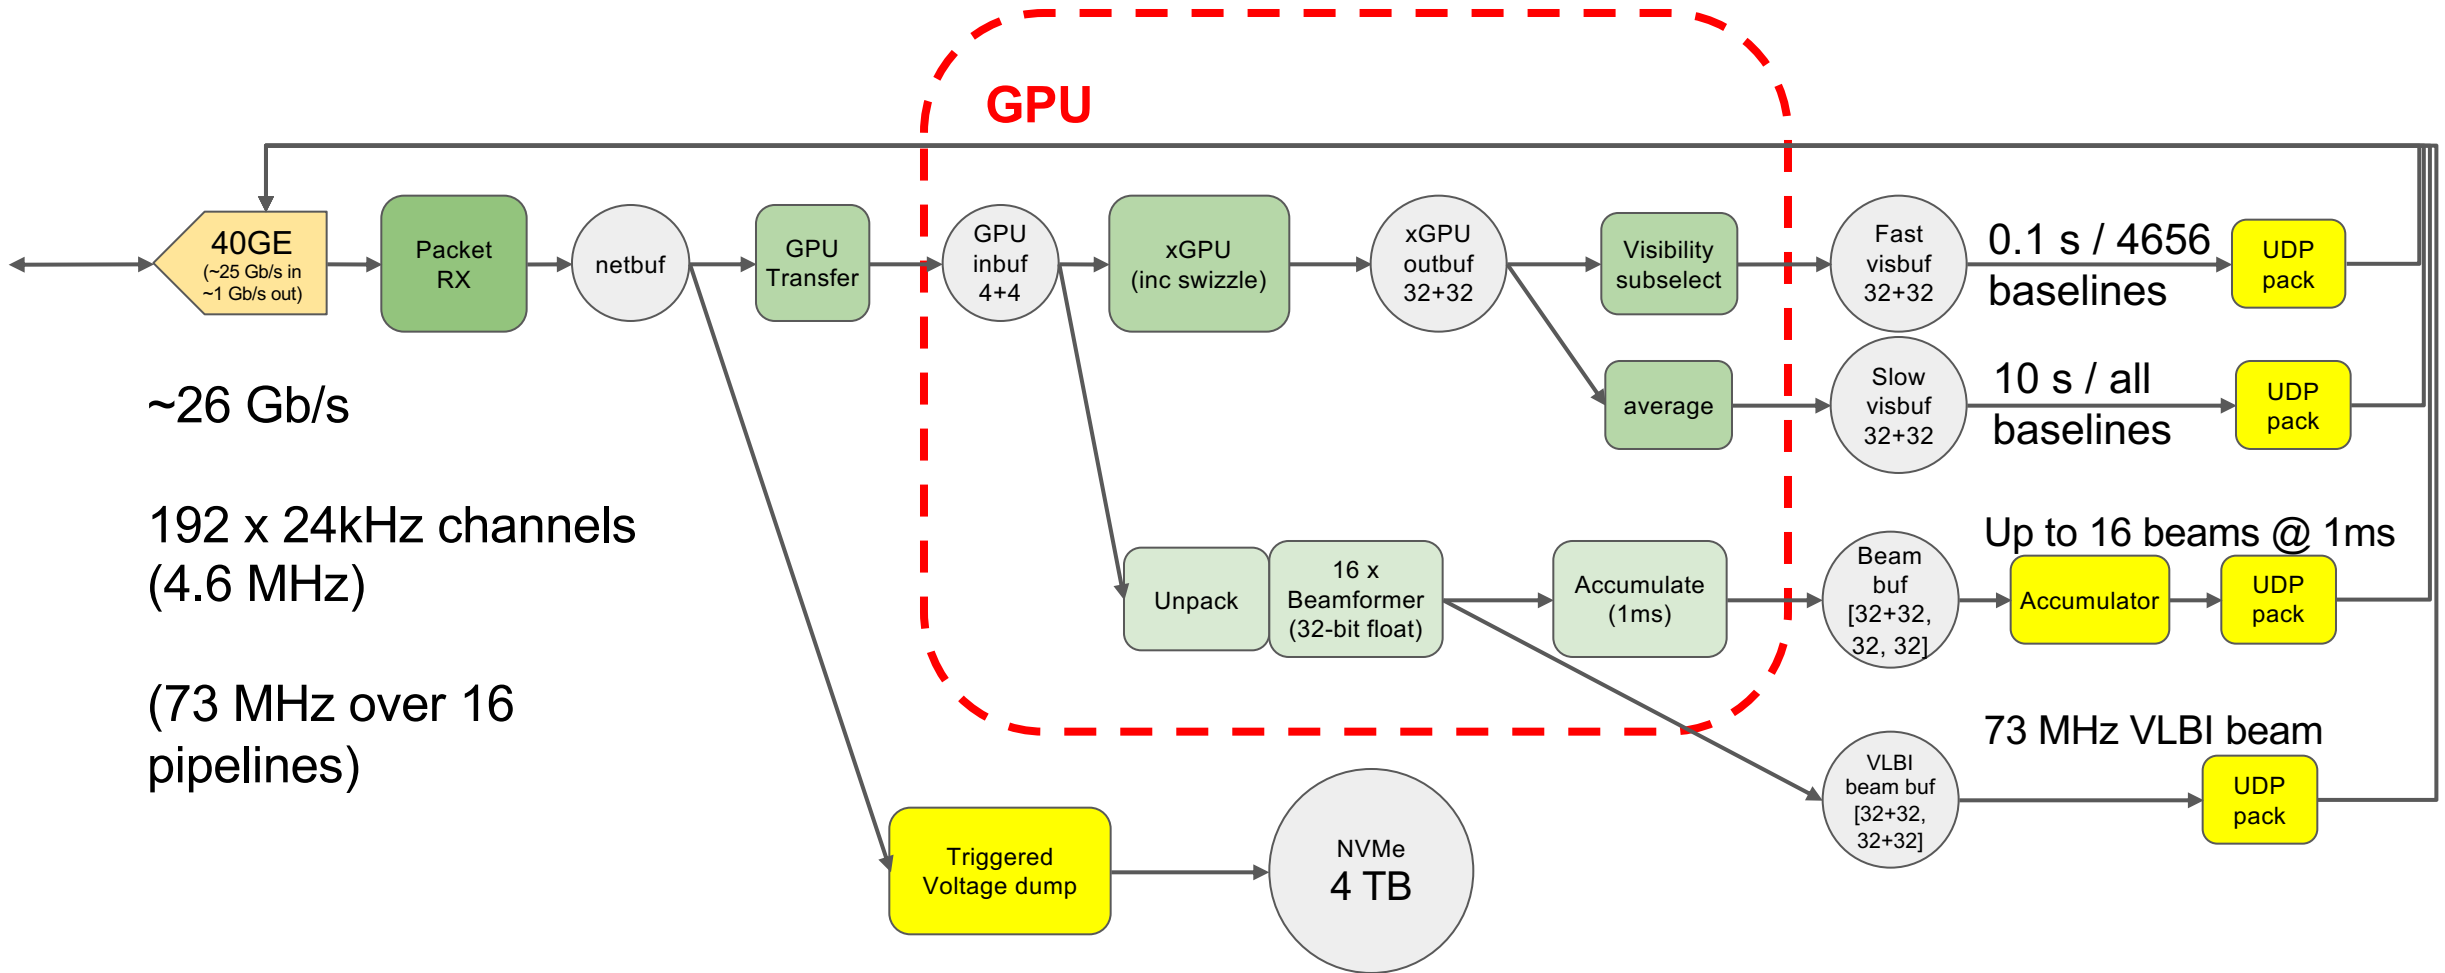 GPU
40GE
(~25 Gb/s in
~1 Gb/s out)
Packet
RX
netbuf
GPU
Transfer
GPU
inbuf
4+4
xGPU
(inc swizzle)
xGPU
outbuf
32+32
Visibility
subselect
Fast
visbuf
32+32
0.1 s / 4656
baselines
UDP
pack
average
Slow
visbuf
32+32
10 s / all
baselines
UDP
pack
~26 Gb/s
192 x 24kHz channels
(4.6 MHz)
(73 MHz over 16
pipelines)
Unpack
16 x
Beamformer
(32-bit float)
Accumulate
(1ms)
Beam
buf
[32+32,
32, 32]
Up to 16 beams @ 1ms
Accumulator
UDP
pack
VLBI
beam buf
[32+32,
32+32]
73 MHz VLBI beam
UDP
pack
Triggered
Voltage dump
NVMe
4 TB